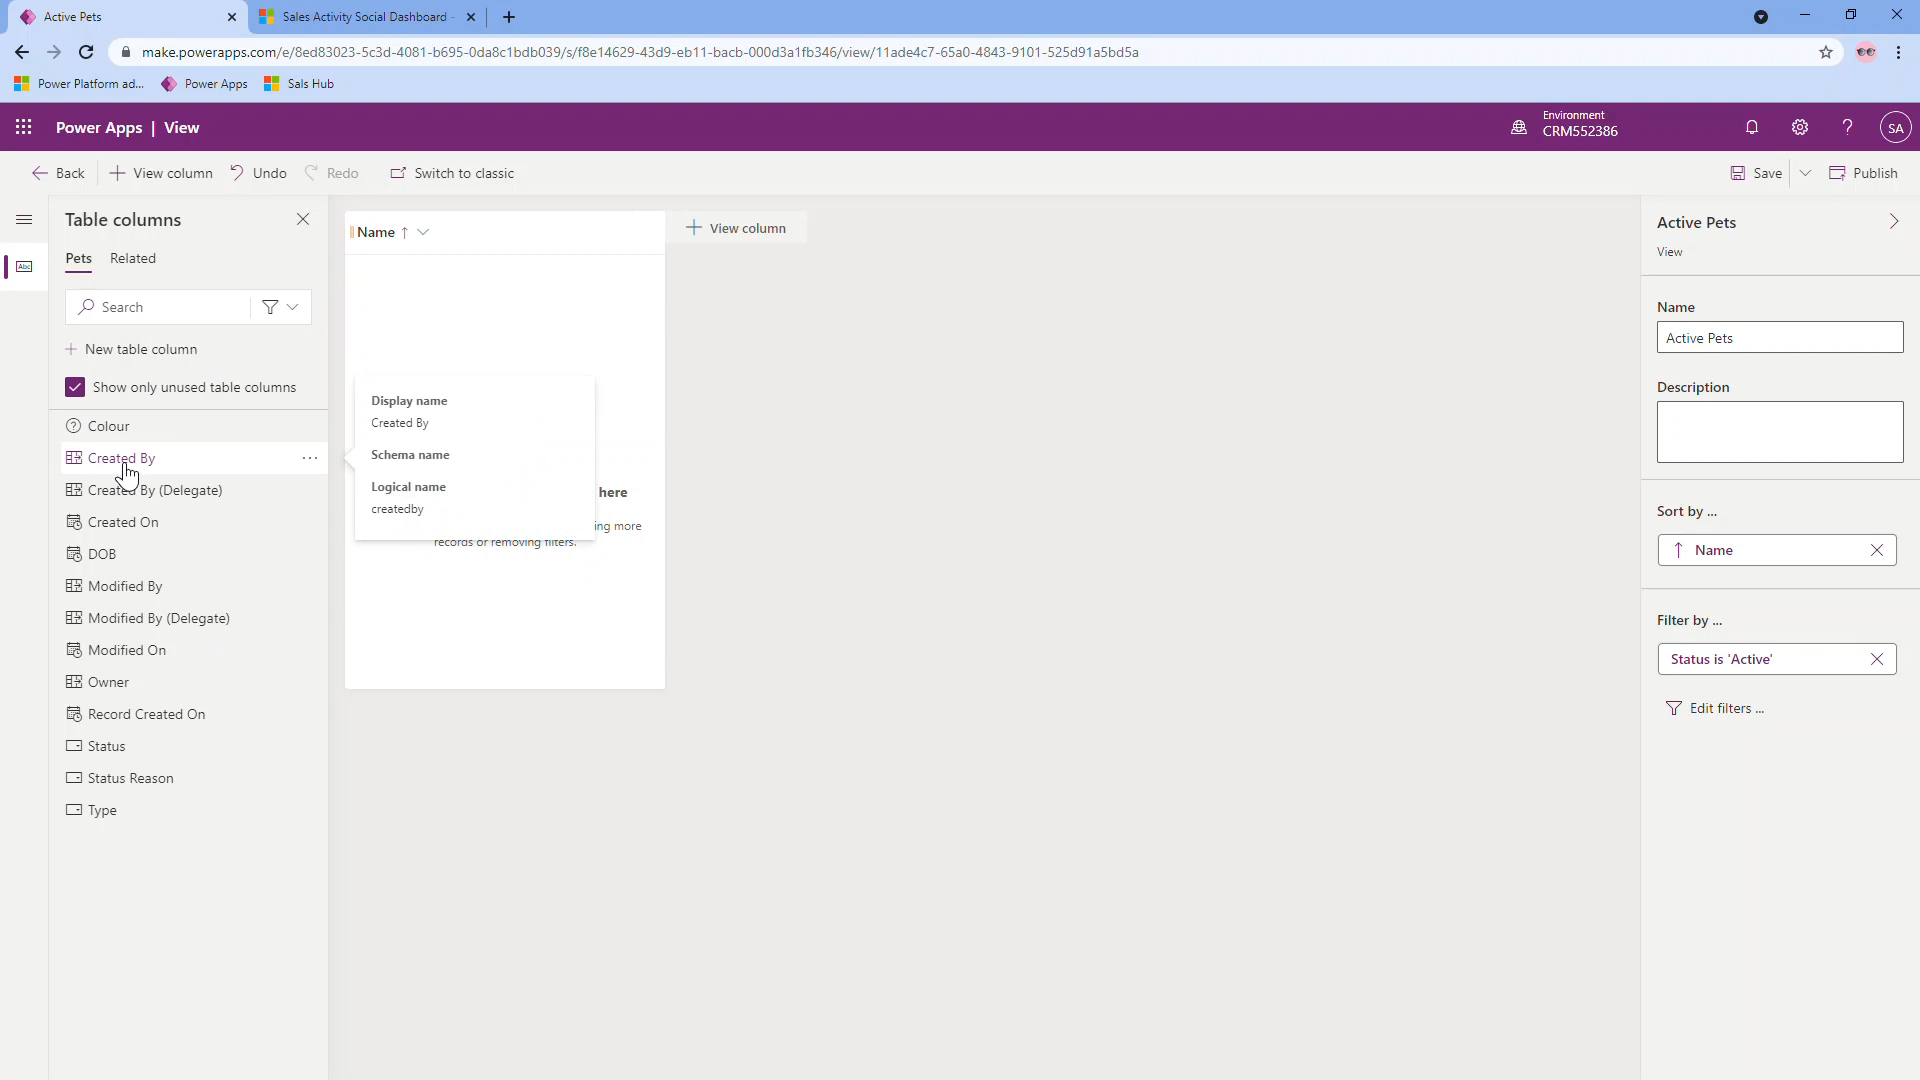 Active Pets
Sales Activity Social Dashboard -
make.powerapps.com/e/8ed83023-5c3d-4081-b695-0da8c1bdb039/s/f8e14629-43d9-eb11-bacb-000d3a1fb346/view/11ade4c7-65a0-4843-9101-525d91a5bd5a
Power Platform ad...
Power Apps
Sals Hub
Power Apps | View
Environment
CRM552386
SA
Back
View column
Undo
Redo
Switch to classic
Save
Publish
Table columns
Pets
Related
Search
New table column
Show only unused table columns
Abc
Colour
Created By
Created By (Delegate)
Created On
DOB
Modified By
Modified By (Delegate)
Modified On
Owner
Record Created On
Status
Status Reason
Type
Name
View column
Display name
Created By
Schema name
Logical name
createdby
here
ing more
records or removing filters.
Active Pets
View
Name
Active Pets
Description
Sort by ...
Name
Filter by ...
Status is 'Active'
Edit filters ...